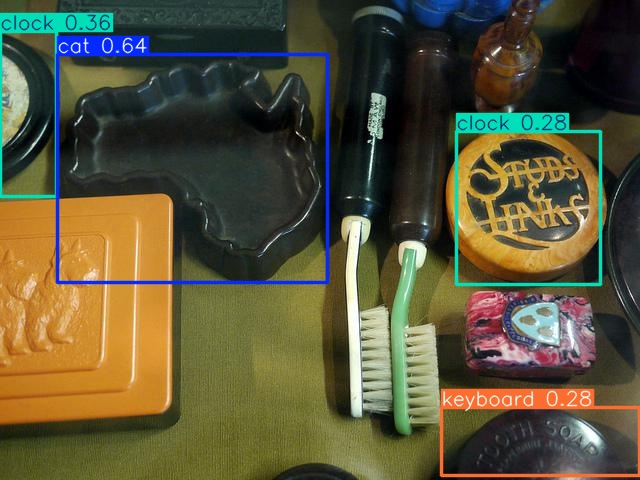 clock 0.36
cat 0.64
clock 0.28
STUDS
&
LINKS
keyboard 0.28
TOOTH SOAP